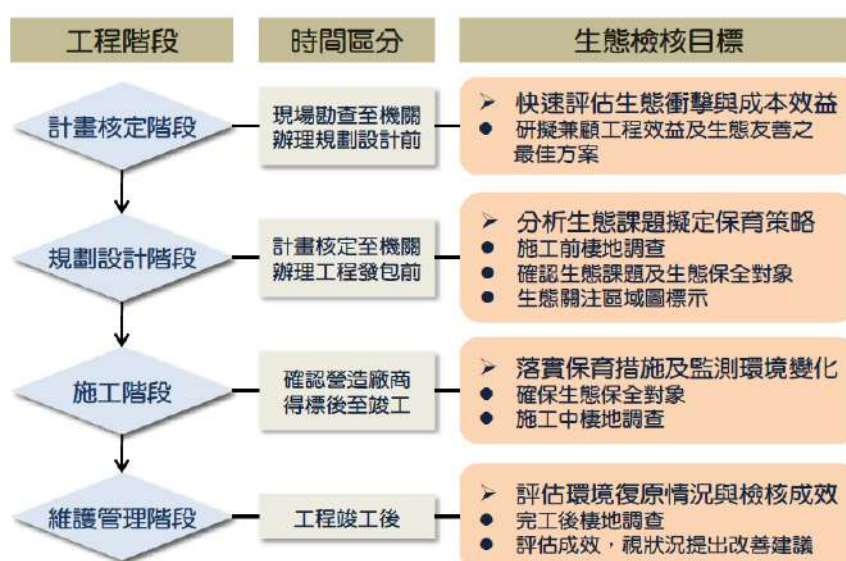 工程階段
時間區分
生態檢核目標
計畫核定階段
現場勘查至機關
辦理規劃設計前
➢ 快速評估生態衝擊與成本效益
● 研擬兼顧工程效益及生態友善之
最佳方案
規劃設計階段
計畫核定至機關
辦理工程發包前
➢ 分析生態課題擬定保育策略
● 施工前棲地調查
● 確認生態課題及生態保全對象
● 生態關注區域圖標示
施工階段
確認營造廠商
得標後至竣工
➢ 落實保育措施及監測環境變化
● 確保生態保全對象
● 施工中棲地調查
維護管理階段
工程竣工後
➢ 評估環境復原情況與檢核成效
● 完工後棲地調查
● 評估成效，視狀況提出改善建議